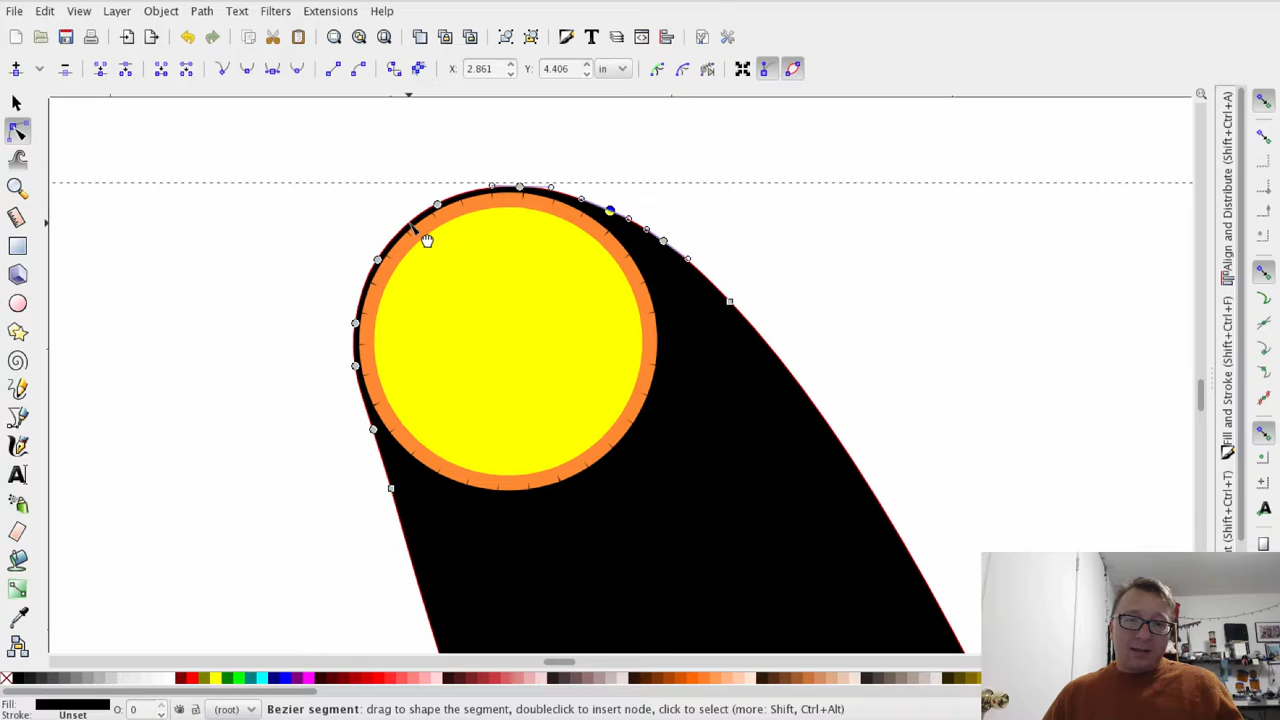 File Edit View Layer Object Path Text Filters Extensions Help
X: 2.861 Y: 4.406 in
Align and Distribute (Shift+Ctrl+A)
Fill and Stroke (Shift+Ctrl+F)
(Shift+Ctrl+T)
Fill: O: 0 (root) Bezier segment: drag to shape the segment, doubleclick to insert node, click to select (more: Shift, Ctrl+Alt)
Stroke: Unset